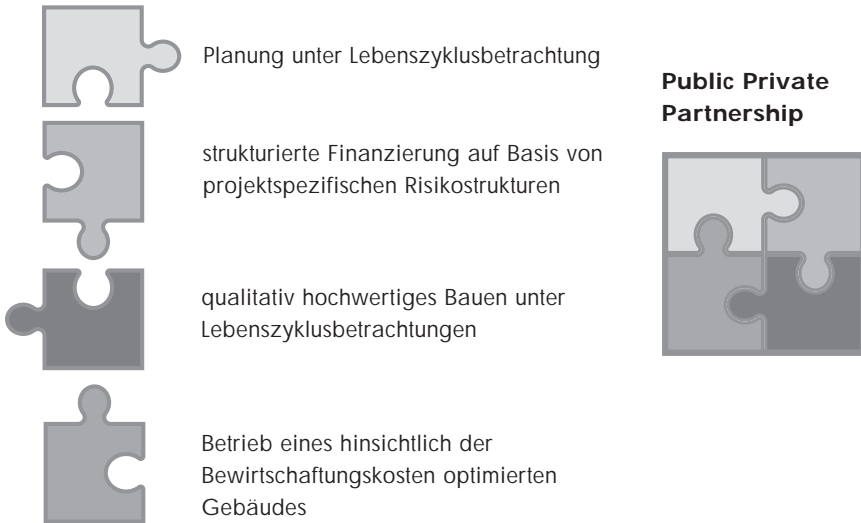 Planung unter Lebenszyklusbetrachtung
Public Private
Partnership
strukturierte Finanzierung auf Basis von
projektspezifischen Risikostrukturen
qualitativ hochwertiges Bauen unter
Lebenszyklusbetrachtungen
Betrieb eines hinsichtlich der
Bewirtschaftungskosten optimierten
Gebäudes